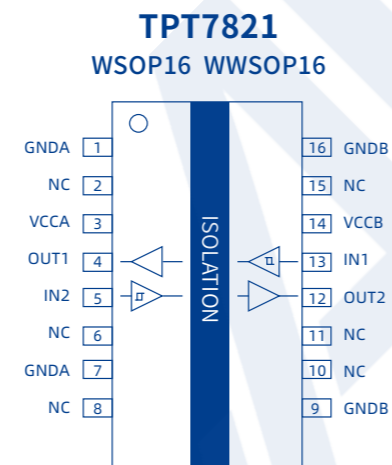 TPT7821
WSOP16 WWSOP16
GNDA 1 16 GNDB
NC 2 15 NC
VCCA 3 14 VCCB
OUT1 4 13 IN1
IN2 5 12 OUT2
NC 6 11 NC
GNDA 7 10 NC
NC 8 9 GNDB
ISOLATION